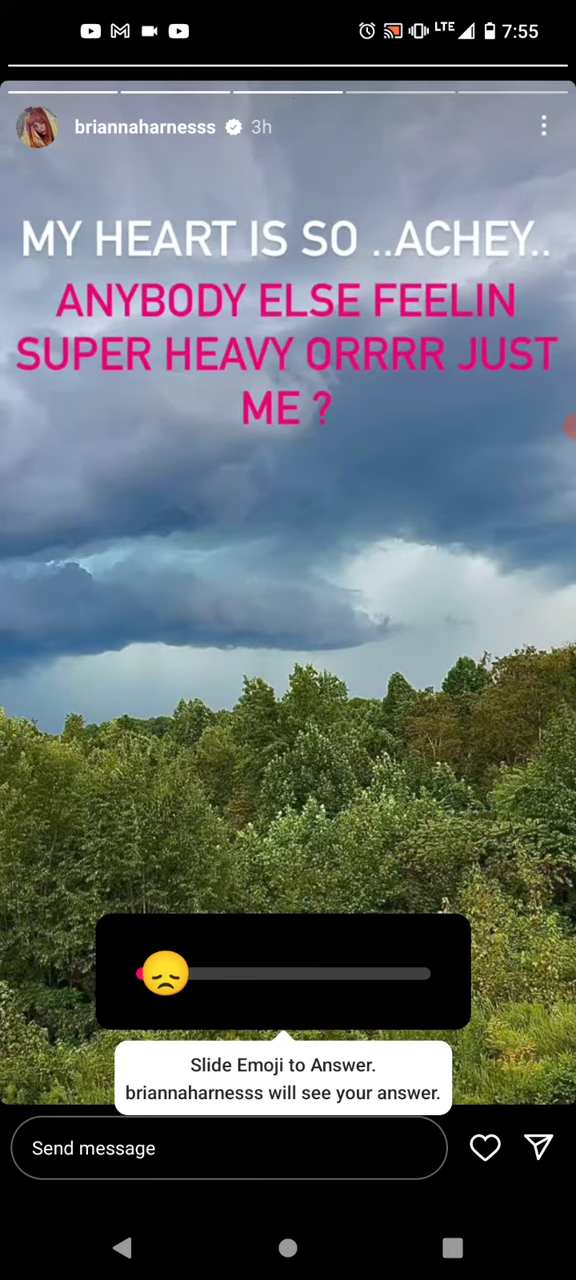 LTE 7:55
briannaharnesss 3h
MY HEART IS SO ..ACHEY..
ANYBODY ELSE FEELIN
SUPER HEAVY ORRRR JUST
ME ?
Slide Emoji to Answer.
briannaharnesss will see your answer.
Send message